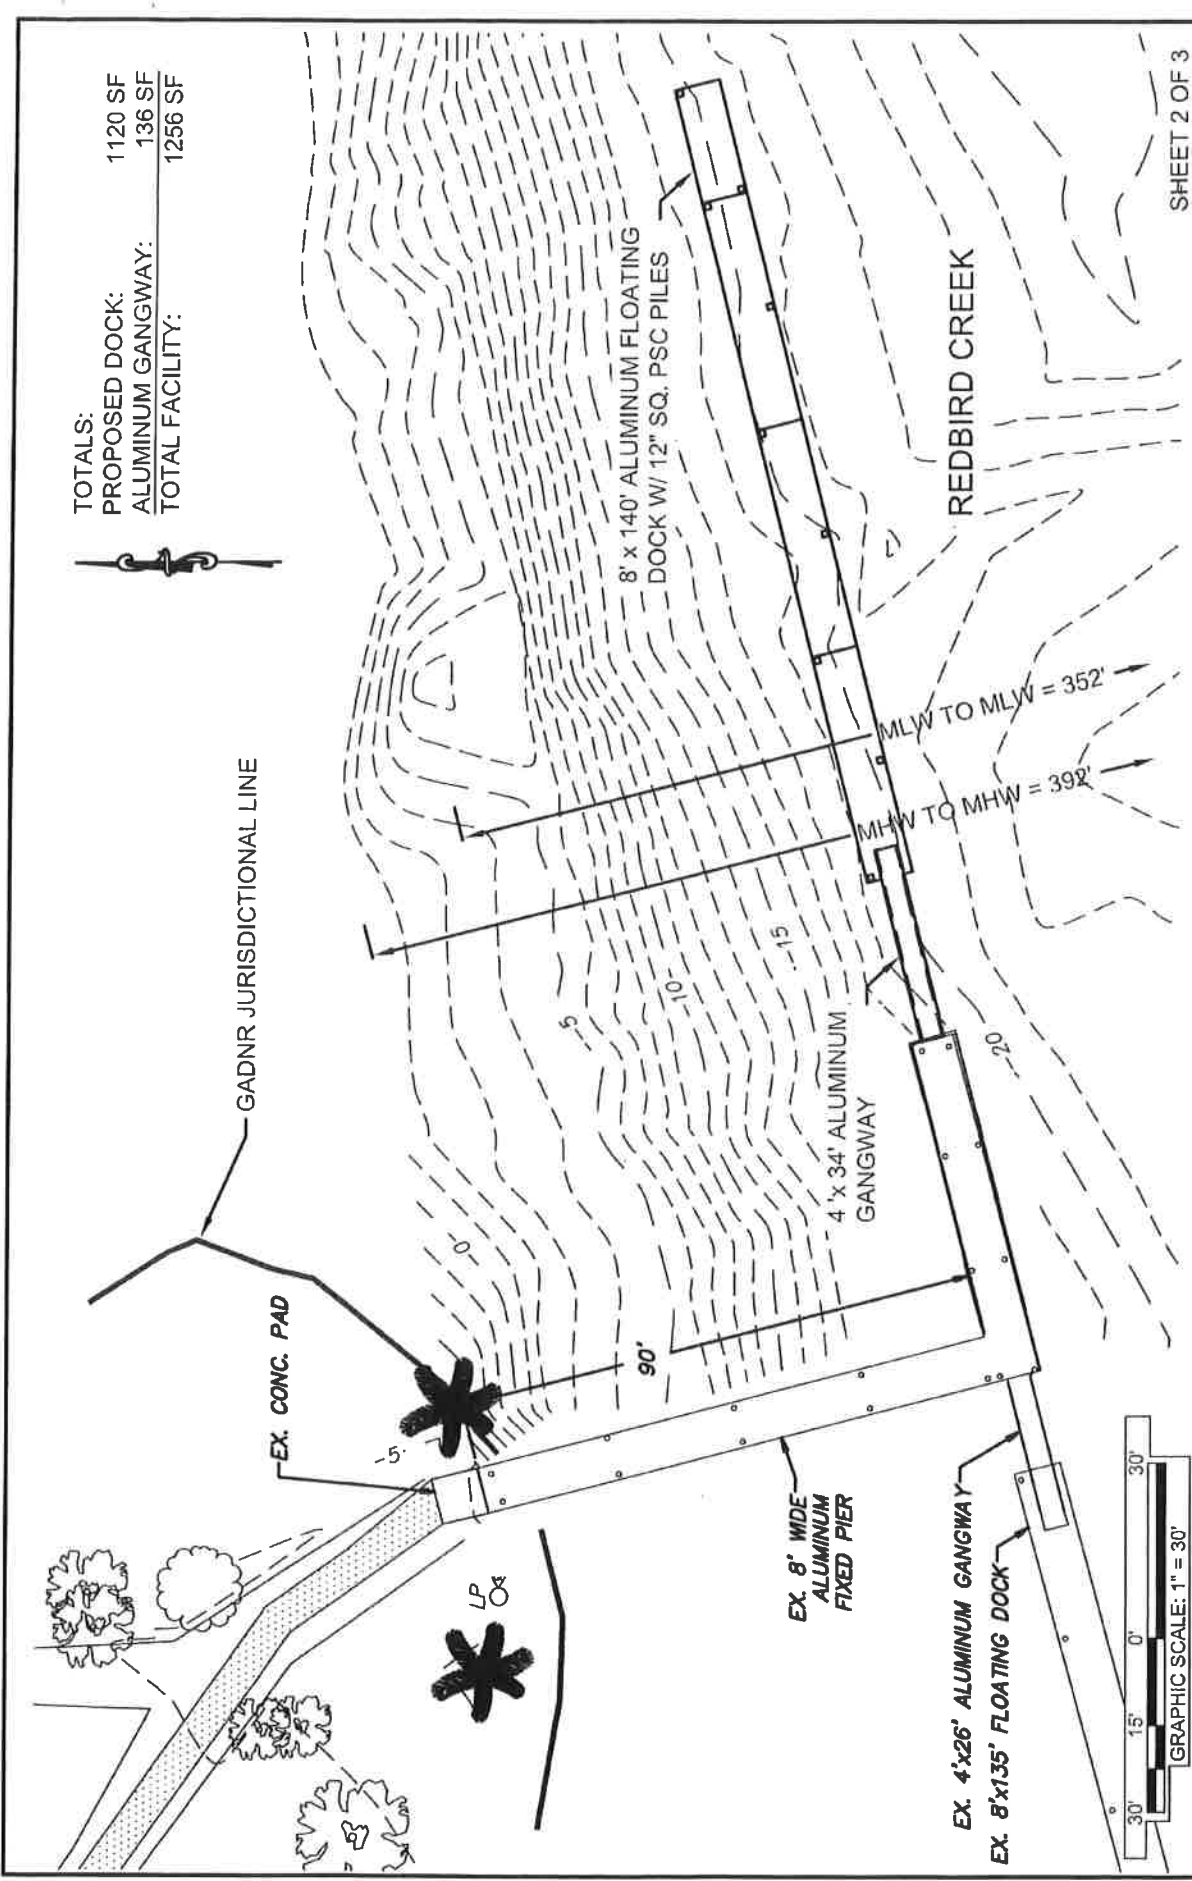 TOTALS:
PROPOSED DOCK: 1120 SF
ALUMINUM GANGWAY: 136 SF
TOTAL FACILITY: 1256 SF
GADNR JURISDICTIONAL LINE
EX. CONC. PAD
8' x 140' ALUMINUM FLOATING
DOCK W/ 12" SQ. PSC PILES
REDBIRD CREEK
MLW TO MLW = 352'
MHW TO MHW = 392'
4' x 34' ALUMINUM
GANGWAY
90'
-5
0
-5
-10
-15
-20
LP
EX. 8' WIDE
ALUMINUM
FIXED PIER
EX. 4'x26' ALUMINUM GANGWAY
EX. 8'x135' FLOATING DOCK
30' 15' 0' 30'
GRAPHIC SCALE: 1" = 30'
SHEET 2 OF 3